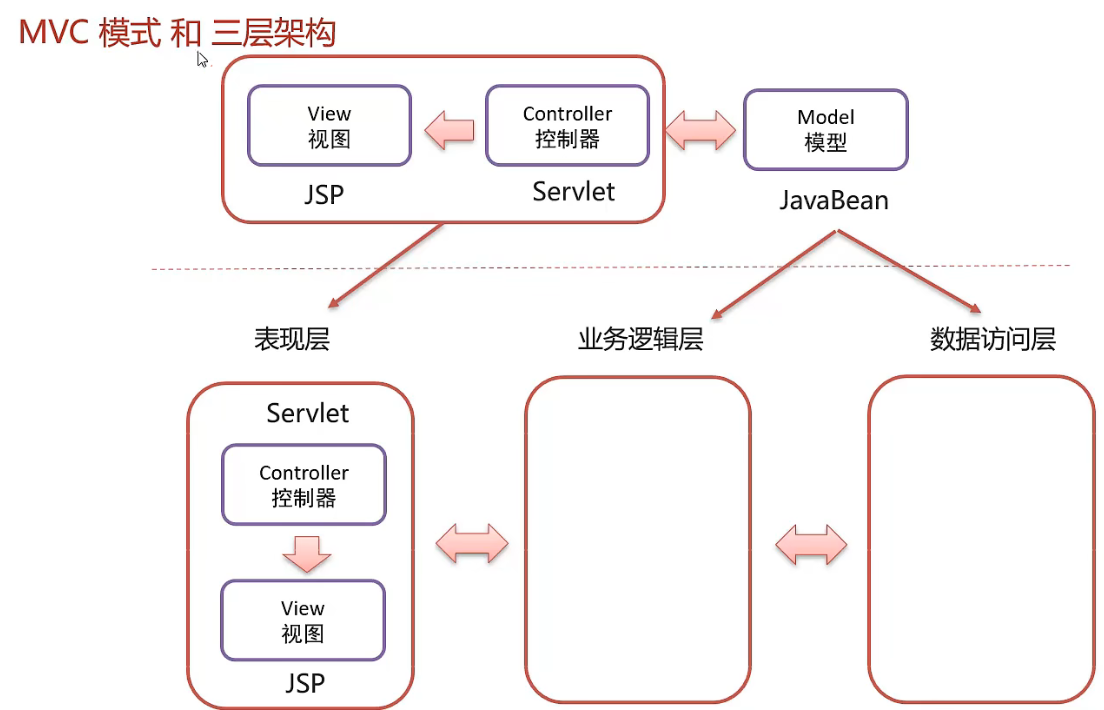 MVC 模式 和 三层架构
View
视图
JSP
Controller
控制器
Servlet
Model
模型
JavaBean
表现层
业务逻辑层
数据访问层
Servlet
Controller
控制器
View
视图
JSP